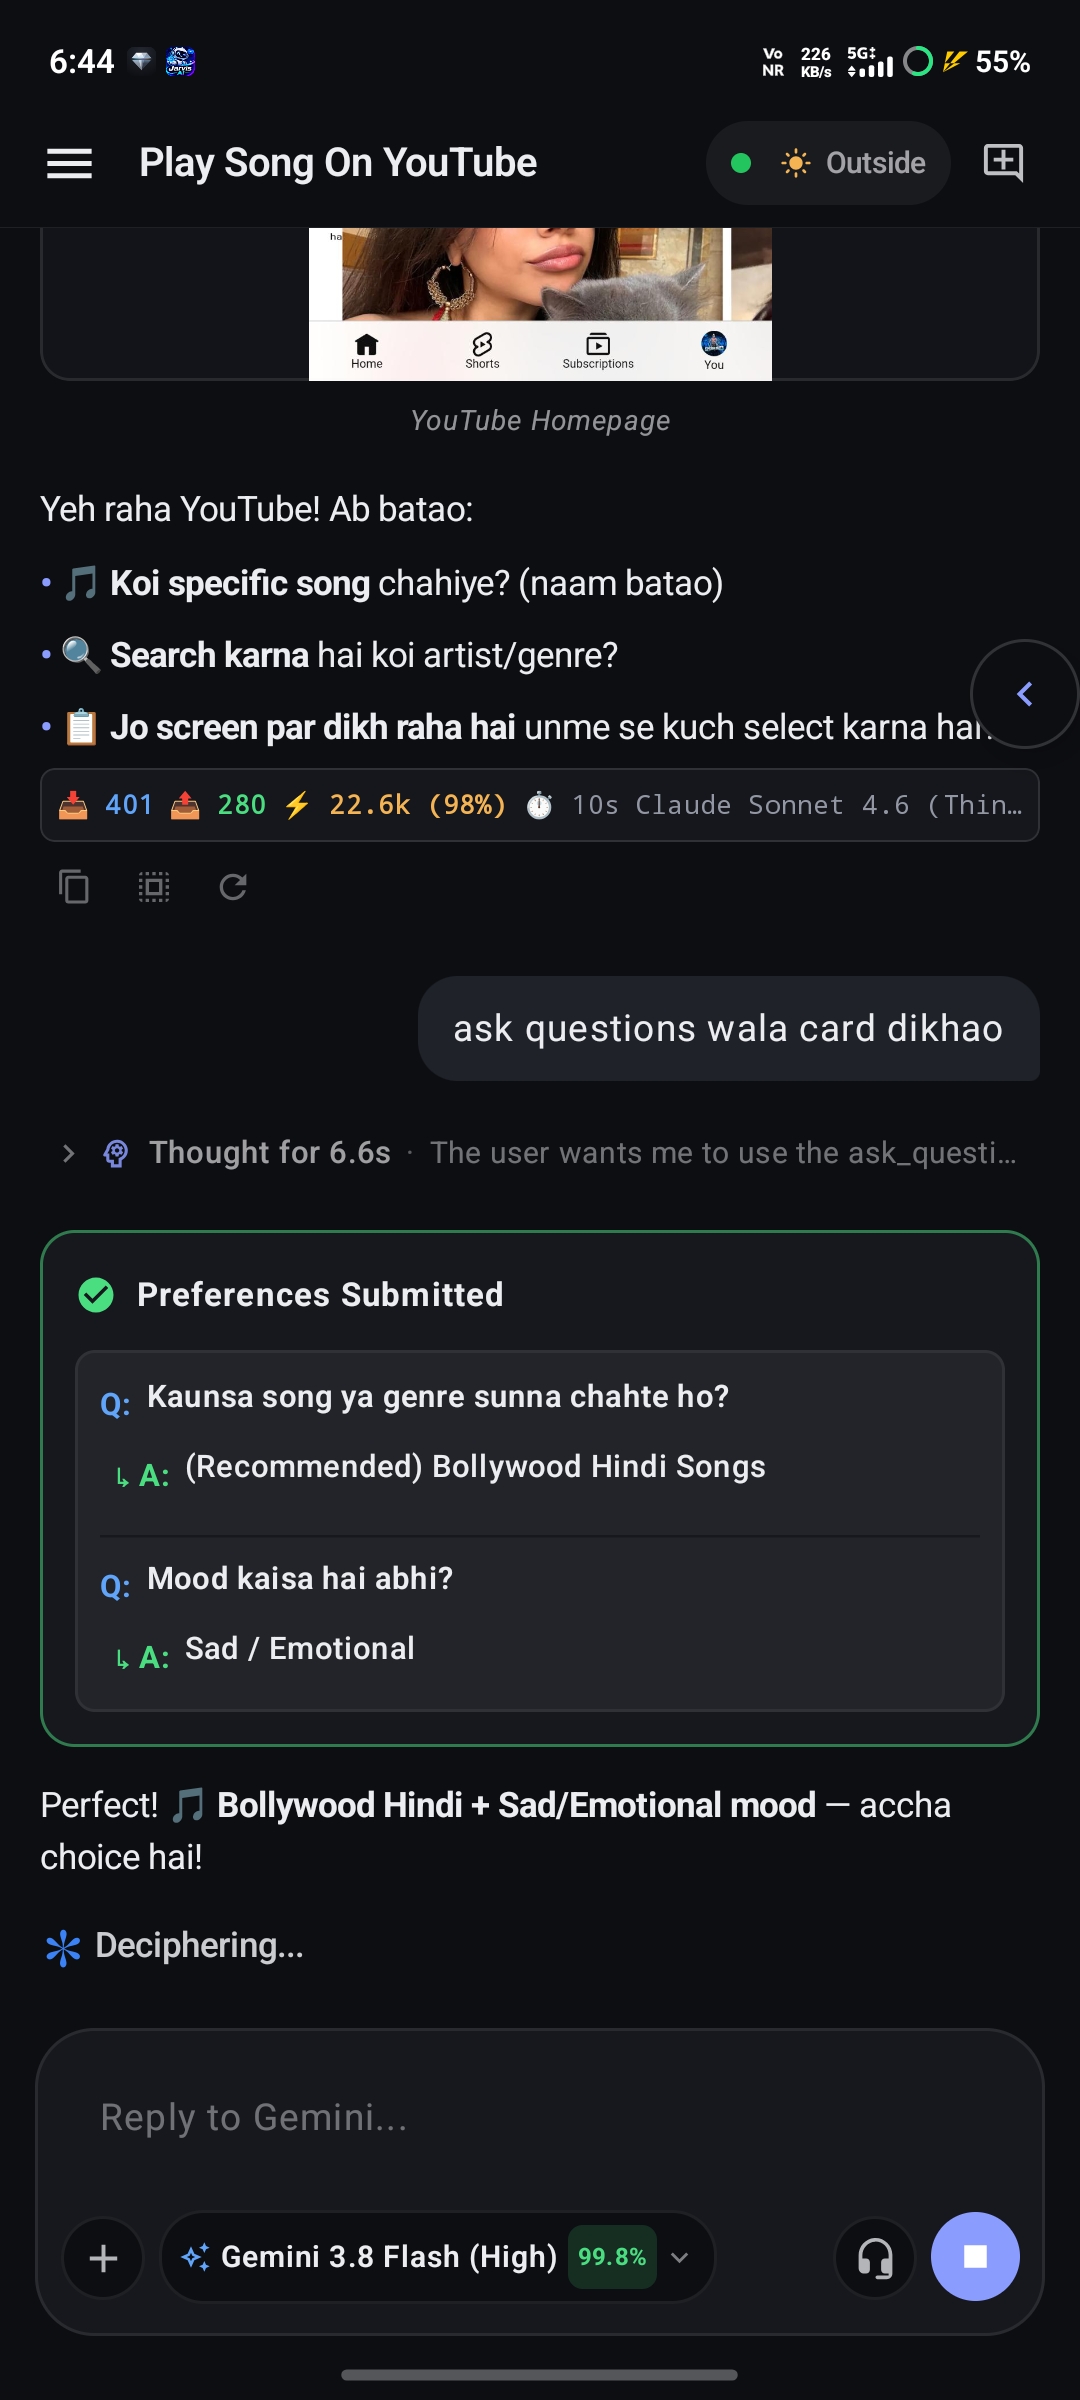 6:44
Vo NR
226 KB/s
5G
55%
Jarvis
Play Song On YouTube
Outside
ha
Home
Shorts
Subscriptions
You
YouTube Homepage
Yeh raha YouTube! Ab batao:
• 🎵 Koi specific song chahiye? (naam batao)
• 🔍 Search karna hai koi artist/genre?
• 📋 Jo screen par dikh raha hai unme se kuch select karna
📥 401 📤 280 ⚡ 22.6k (98%) ⏱️ 10s Claude Sonnet 4.6 (Thin…
ask questions wala card dikhao
Thought for 6.6s · The user wants me to use the ask_questi…
Preferences Submitted
Q: Kaunsa song ya genre sunna chahte ho?
↳ A: (Recommended) Bollywood Hindi Songs
Q: Mood kaisa hai abhi?
↳ A: Sad / Emotional
Perfect! 🎵 Bollywood Hindi + Sad/Emotional mood — accha
choice hai!
Deciphering...
Reply to Gemini...
Gemini 3.8 Flash (High) 99.8%